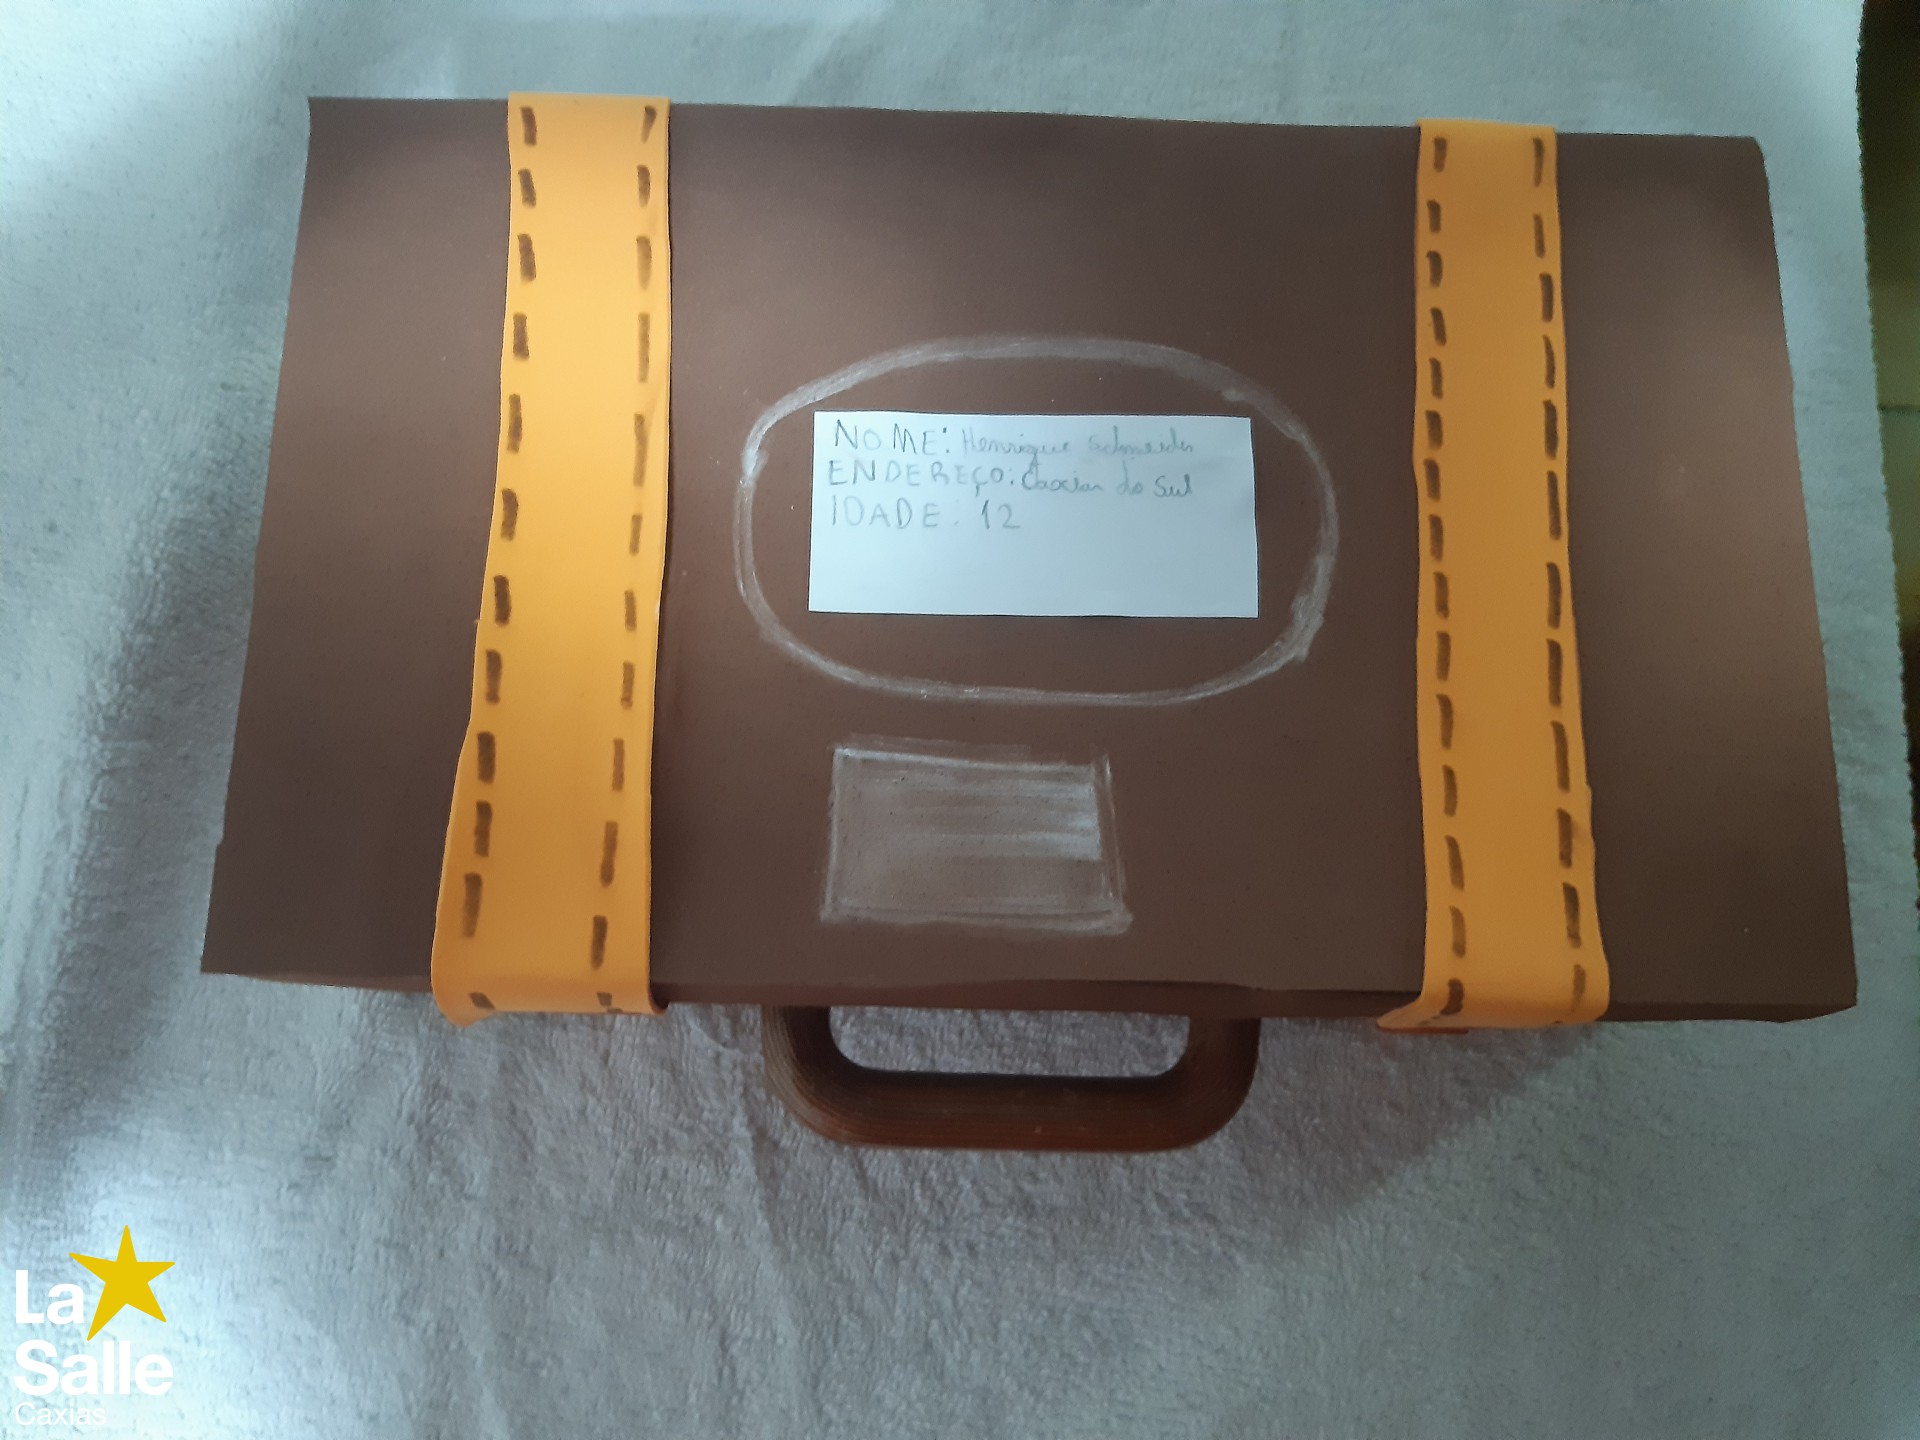 NOME: Henrique Schneider
ENDEREÇO: Caxias do Sul
IDADE: 12
La
Salle
Caxias